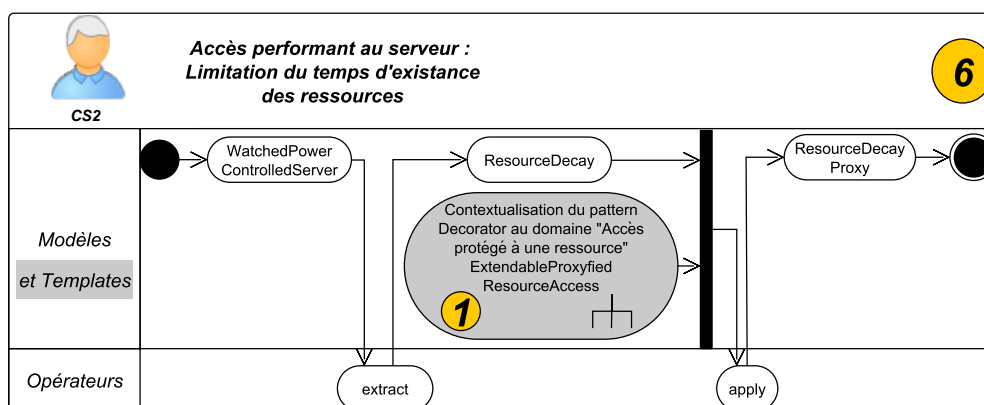 Accès performant au serveur :
Limitation du temps d'existance
des ressources
6
CS2
WatchedPower
ControlledServer
ResourceDecay
ResourceDecay
Proxy
Contextualisation du pattern
Decorator au domaine "Accès
protégé à une ressource"
ExtendableProxyfied
ResourceAccess
1
Modèles
et Templates
Opérateurs
extract
apply